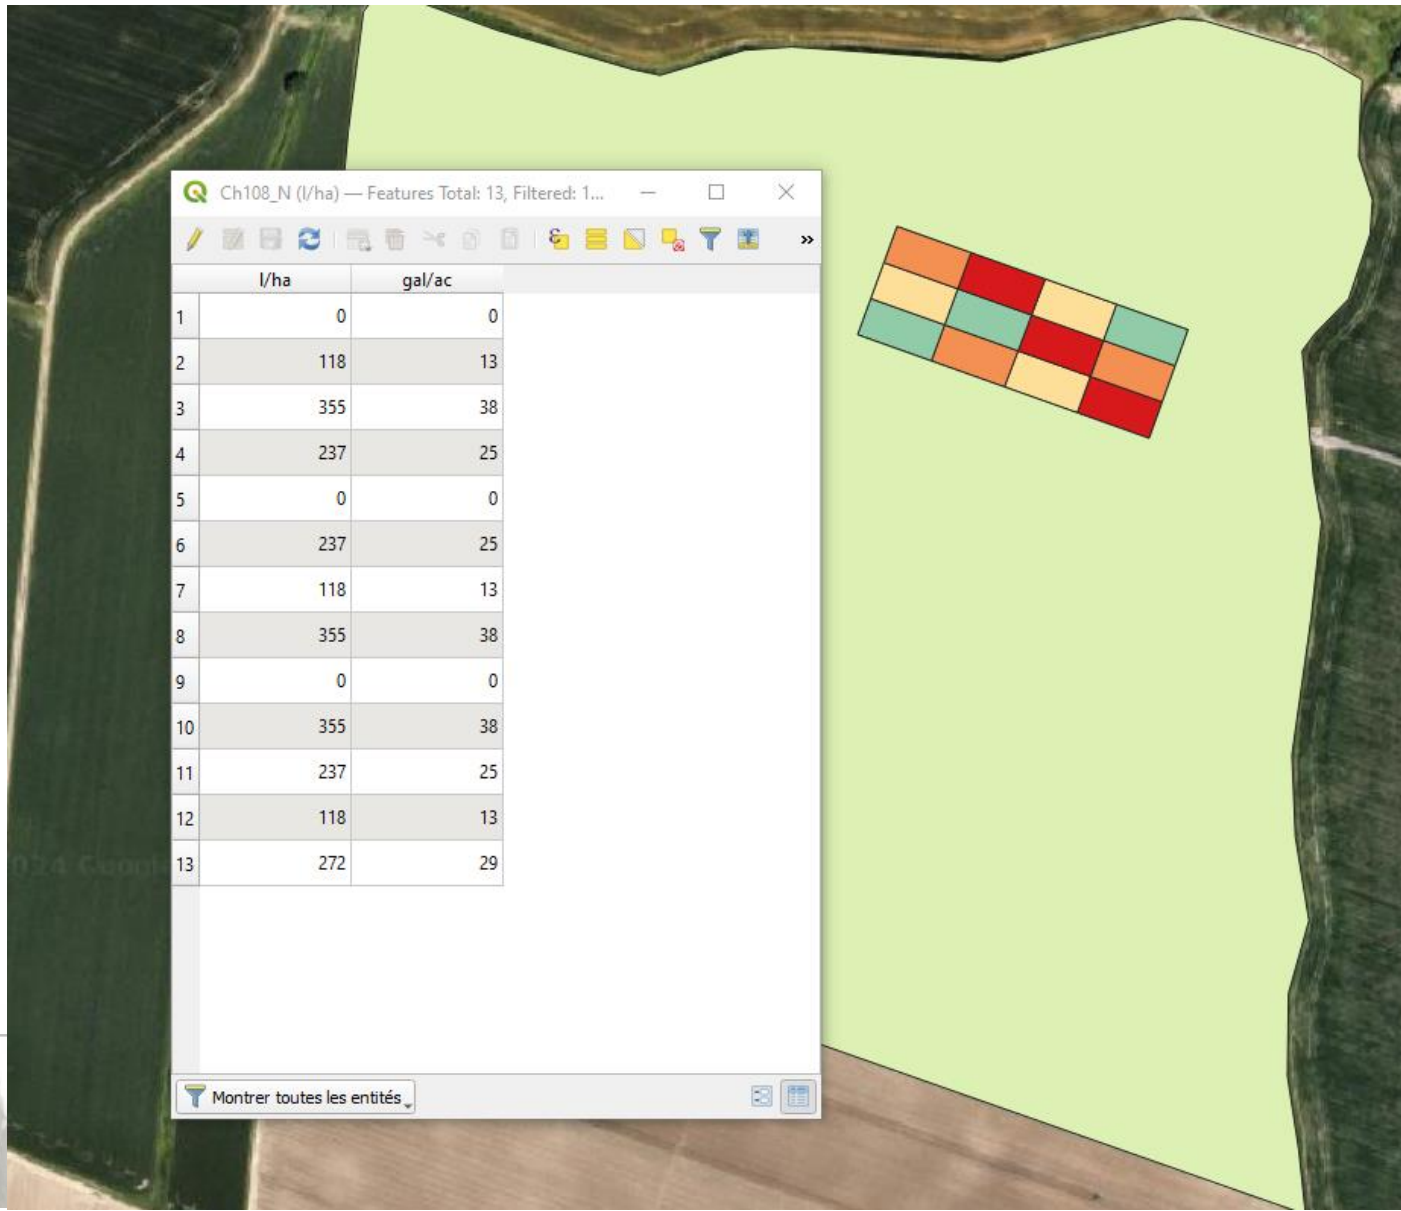 Ch108_N (l/ha) — Features Total: 13, Filtered: 1...
»
l/ha gal/ac
1 0 0
2 118 13
3 355 38
4 237 25
5 0 0
6 237 25
7 118 13
8 355 38
9 0 0
10 355 38
11 237 25
12 118 13
13 272 29
Montrer toutes les entités